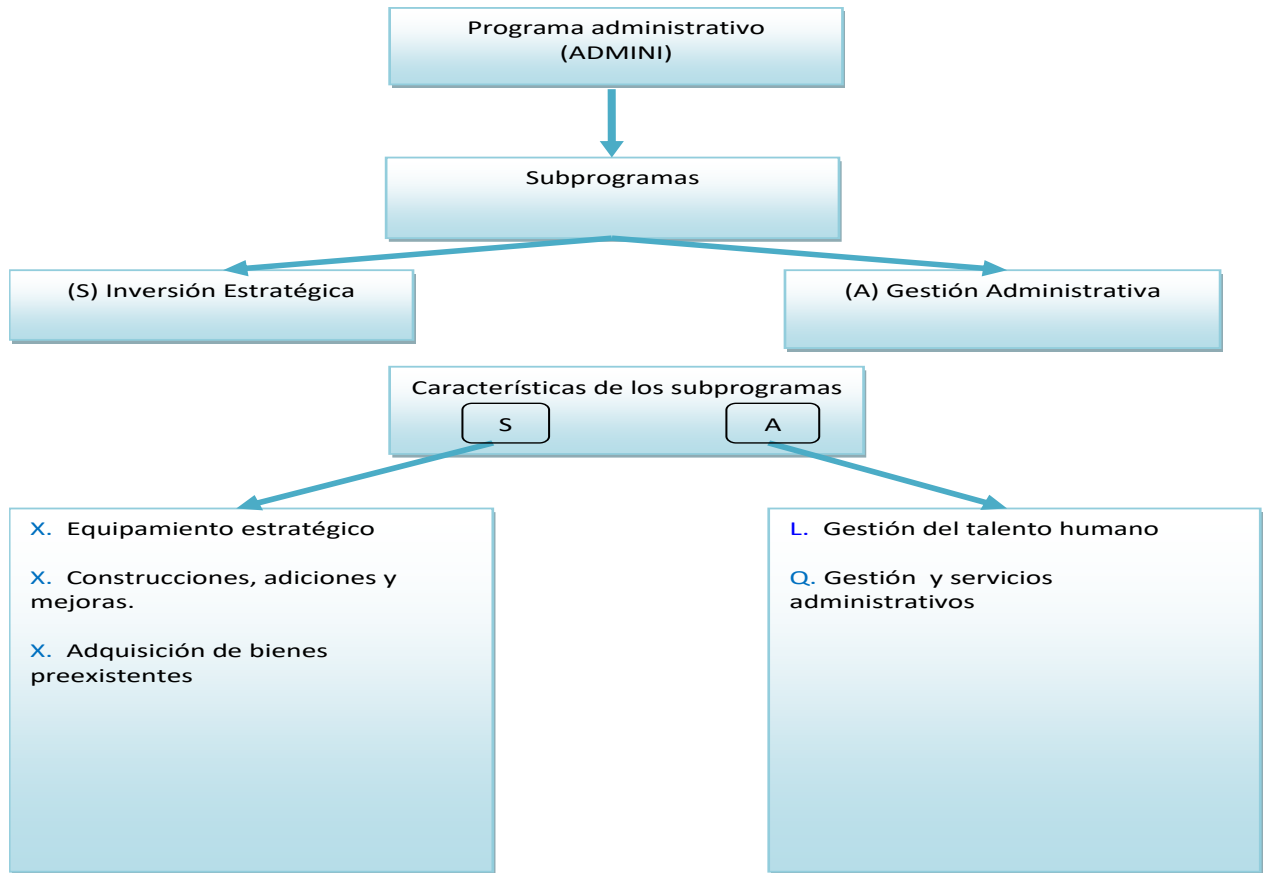 Programa administrativo
(ADMINI)
Subprogramas
(S) Inversión Estratégica
(A) Gestión Administrativa
Características de los subprogramas
S
A
X. Equipamiento estratégico
X. Construcciones, adiciones y
mejoras.
X. Adquisición de bienes
preexistentes
L. Gestión del talento humano
Q. Gestión y servicios
administrativos